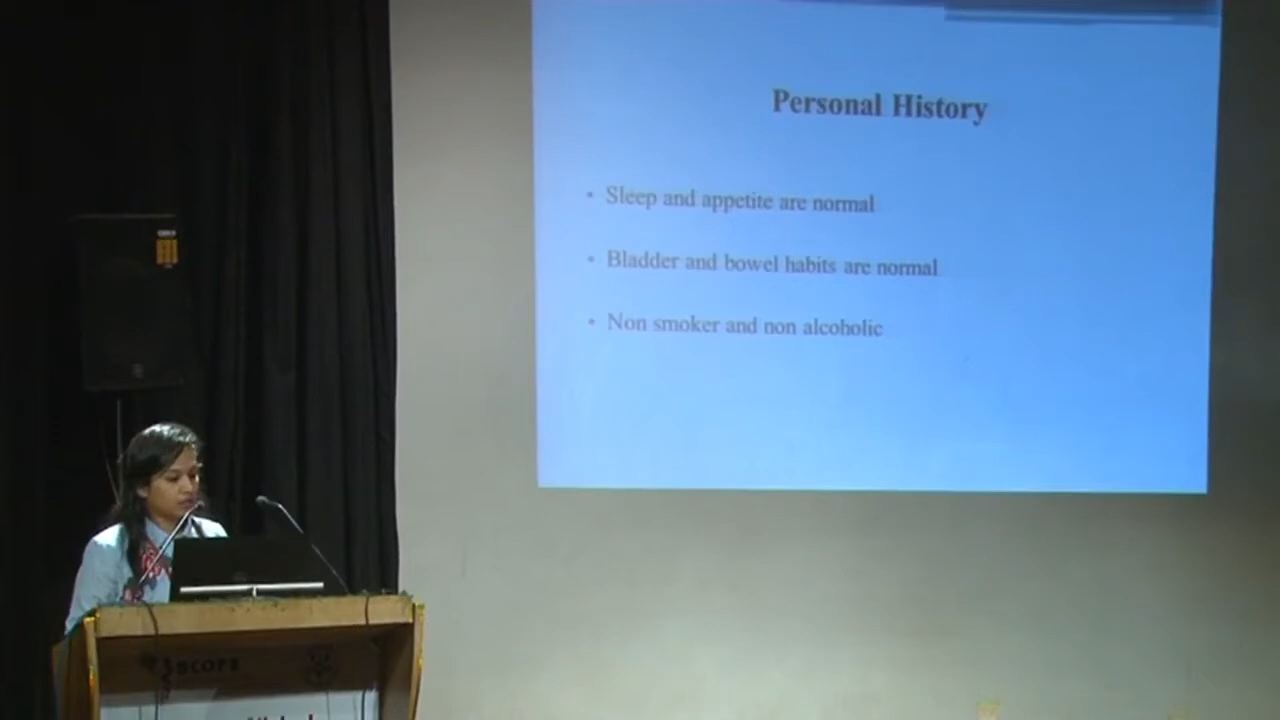 Personal History
• Sleep and appetite are normal
• Bladder and bowel habits are normal
• Non smoker and non alcoholic